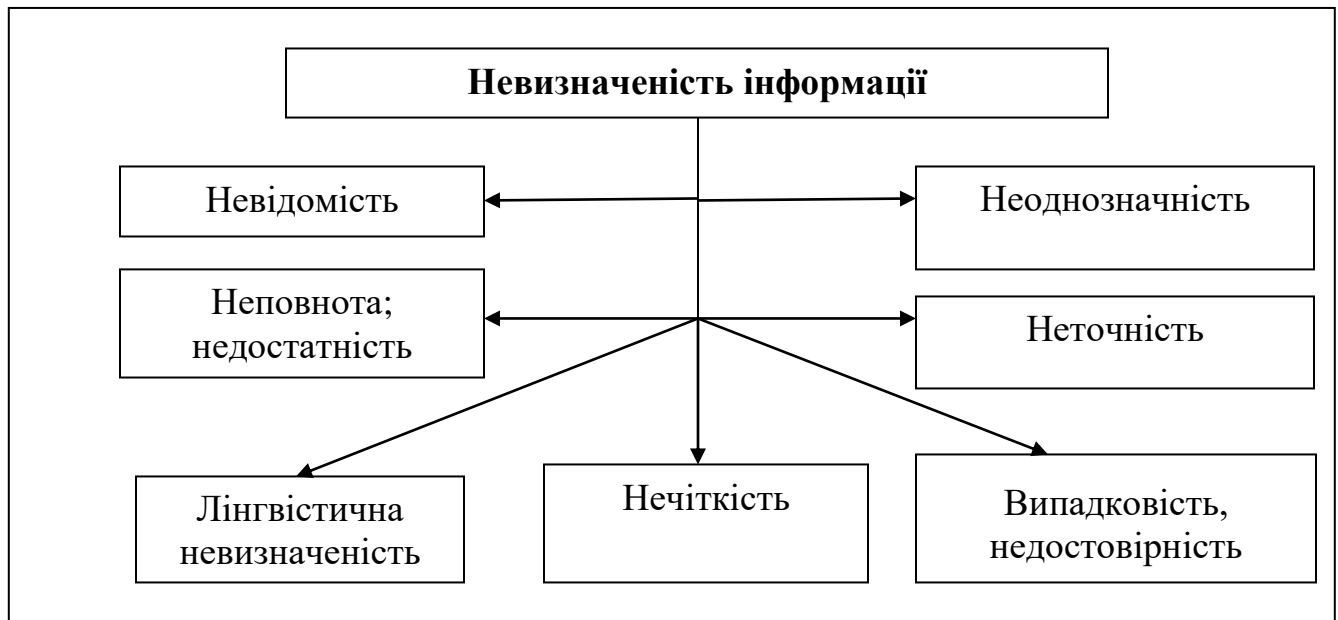 Невизначеність інформації
Невідомість
Неоднозначність
Неповнота;
недостатність
Неточність
Лінгвістична
невизначеність
Нечіткість
Випадковість,
недостовірність